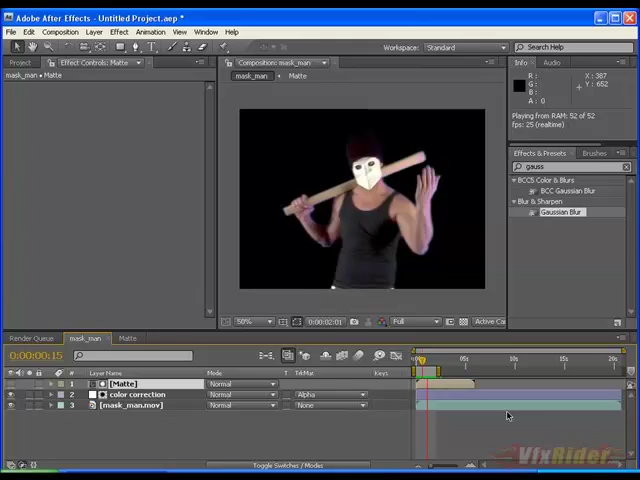 Adobe After Effects - Untitled Project.aep *
File Edit Composition Layer Effect Animation View Window Help
Workspace: Standard Search Help
Project Effect Controls: Matte Composition: mask_man Info Audio
mask_man • Matte
mask_man Matte
R :
G :
B :
A : 0
X : 387
Y : 652
Playing from RAM: 52 of 52
fps: 25 (realtime)
Effects & Presets Brushes
gauss
BCC5.Color & Blurs
BCC Gaussian Blur
Blur & Sharpen
Gaussian Blur
50% 0:00:02:01 Full Active Ca
Render Queue mask_man Matte
0:00:00:15
# Layer Name Mode T TrkMat Keys
05s 10s 15s 20s
1 [Matte] Normal
2 color correction Normal Alpha
3 [mask_man.mov] Normal None
Toggle Switches / Modes
VfxRider